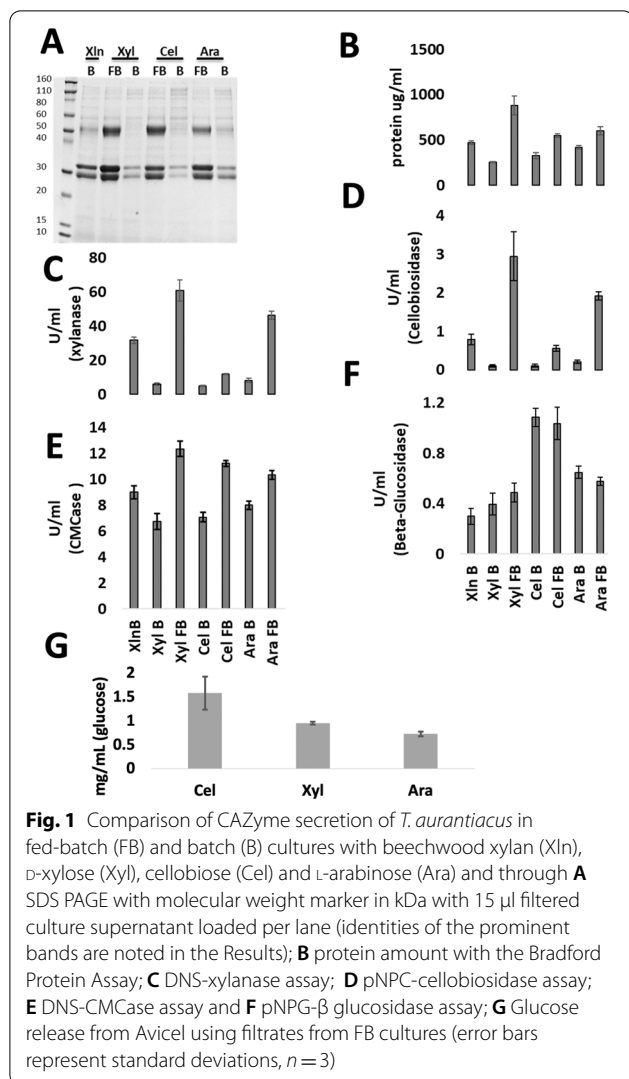 A
Xln Xyl Cel Ara
B FB B FB B FB B
160
110
80
60
50
40
30
20
15
10
B
protein ug/ml
1500
1000
500
0
C
U/ml
(xylanase)
80
60
40
20
0
D
U/ml
(Cellobiosidase)
4
3
2
1
0
E
U/ml
(CMCase)
14
12
10
8
6
4
2
0
XlnB
Xyl B
Xyl FB
Cel B
Cel FB
Ara B
Ara FB
F
U/ml
(Beta-Glucosidase)
1.2
0.8
0.4
0
Xln B
Xyl B
Xyl FB
Cel B
Cel FB
Ara B
Ara FB
G
mg/mL (glucose)
2
1.5
1
0.5
0
Cel Xyl Ara
Fig. 1 Comparison of CAZyme secretion of T. aurantiacus in
fed-batch (FB) and batch (B) cultures with beechwood xylan (Xln),
D-xylose (Xyl), cellobiose (Cel) and L-arabinose (Ara) and through A
SDS PAGE with molecular weight marker in kDa with 15 µl filtered
culture supernatant loaded per lane (identities of the prominent
bands are noted in the Results); B protein amount with the Bradford
Protein Assay; C DNS-xylanase assay; D pNPC-cellobiosidase assay;
E DNS-CMCase assay and F pNPG-β glucosidase assay; G Glucose
release from Avicel using filtrates from FB cultures (error bars
represent standard deviations, n = 3)